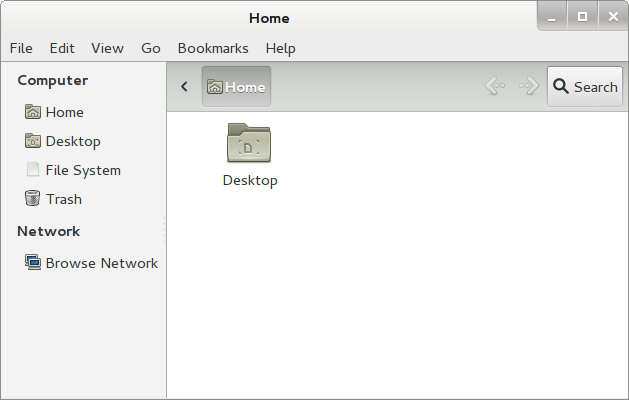 Home
File Edit View Go Bookmarks Help
Computer
Home
Desktop
File System
Trash
Network
Browse Network
Home
Search
Desktop